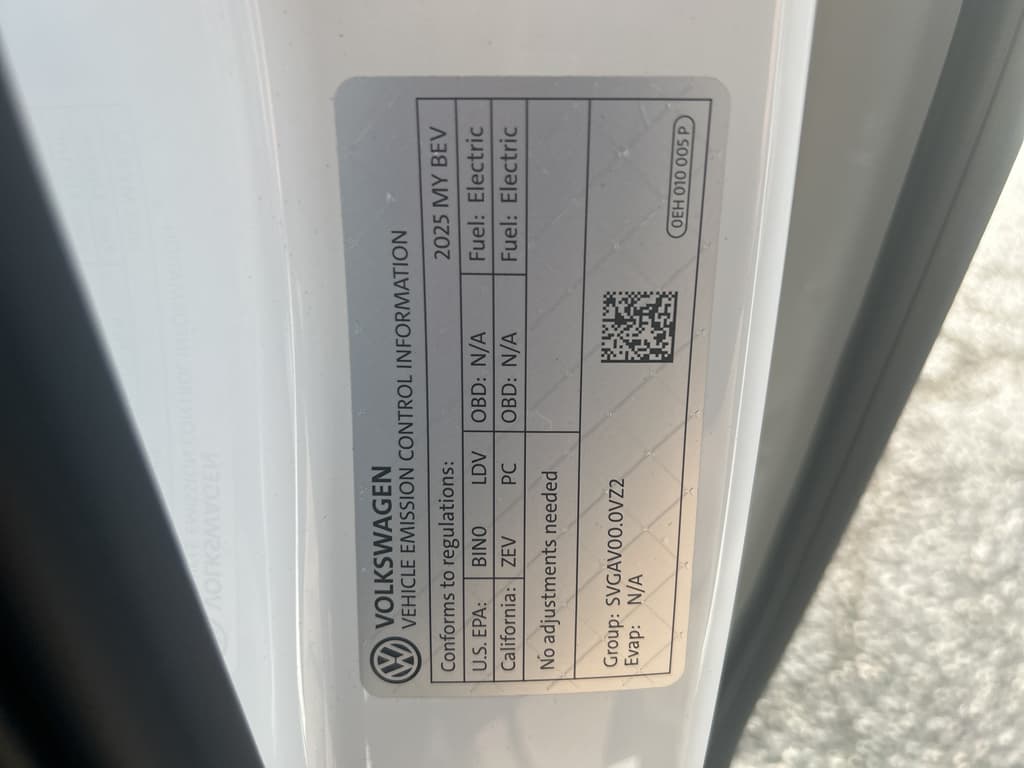 VOLKSWAGEN
VEHICLE EMISSION CONTROL INFORMATION
Conforms to regulations: 2025 MY BEV
U.S. EPA: BIN0 LDV OBD: N/A Fuel: Electric
California: ZEV PC OBD: N/A Fuel: Electric
No adjustments needed
Group: SVGAV00.0VZ2
Evap: N/A
0EH 010 005 P